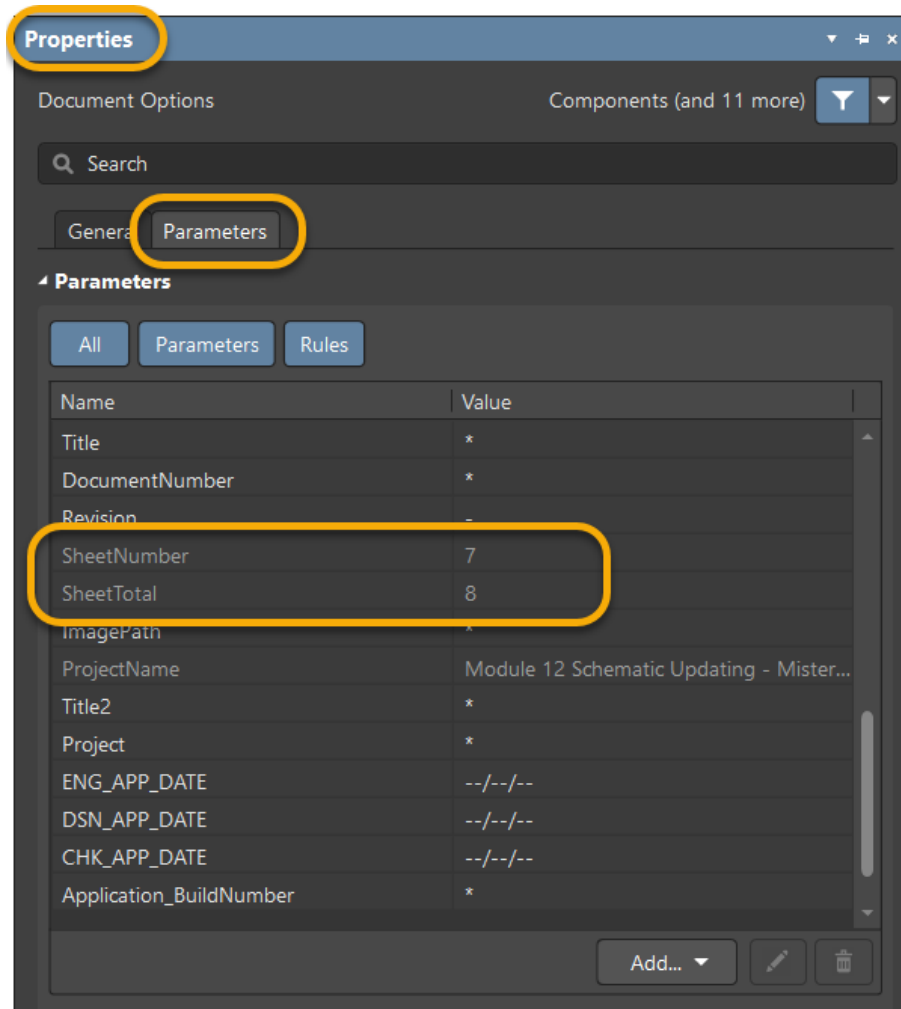 Properties
Document Options Components (and 11 more)
Search
Genera Parameters
Parameters
All Parameters Rules
Name Value
Title *
DocumentNumber *
Revision -
SheetNumber 7
SheetTotal 8
ImagePath *
ProjectName Module 12 Schematic Updating - Mister...
Title2 *
Project *
ENG_APP_DATE --/--/--
DSN_APP_DATE --/--/--
CHK_APP_DATE --/--/--
Application_BuildNumber *
Add...